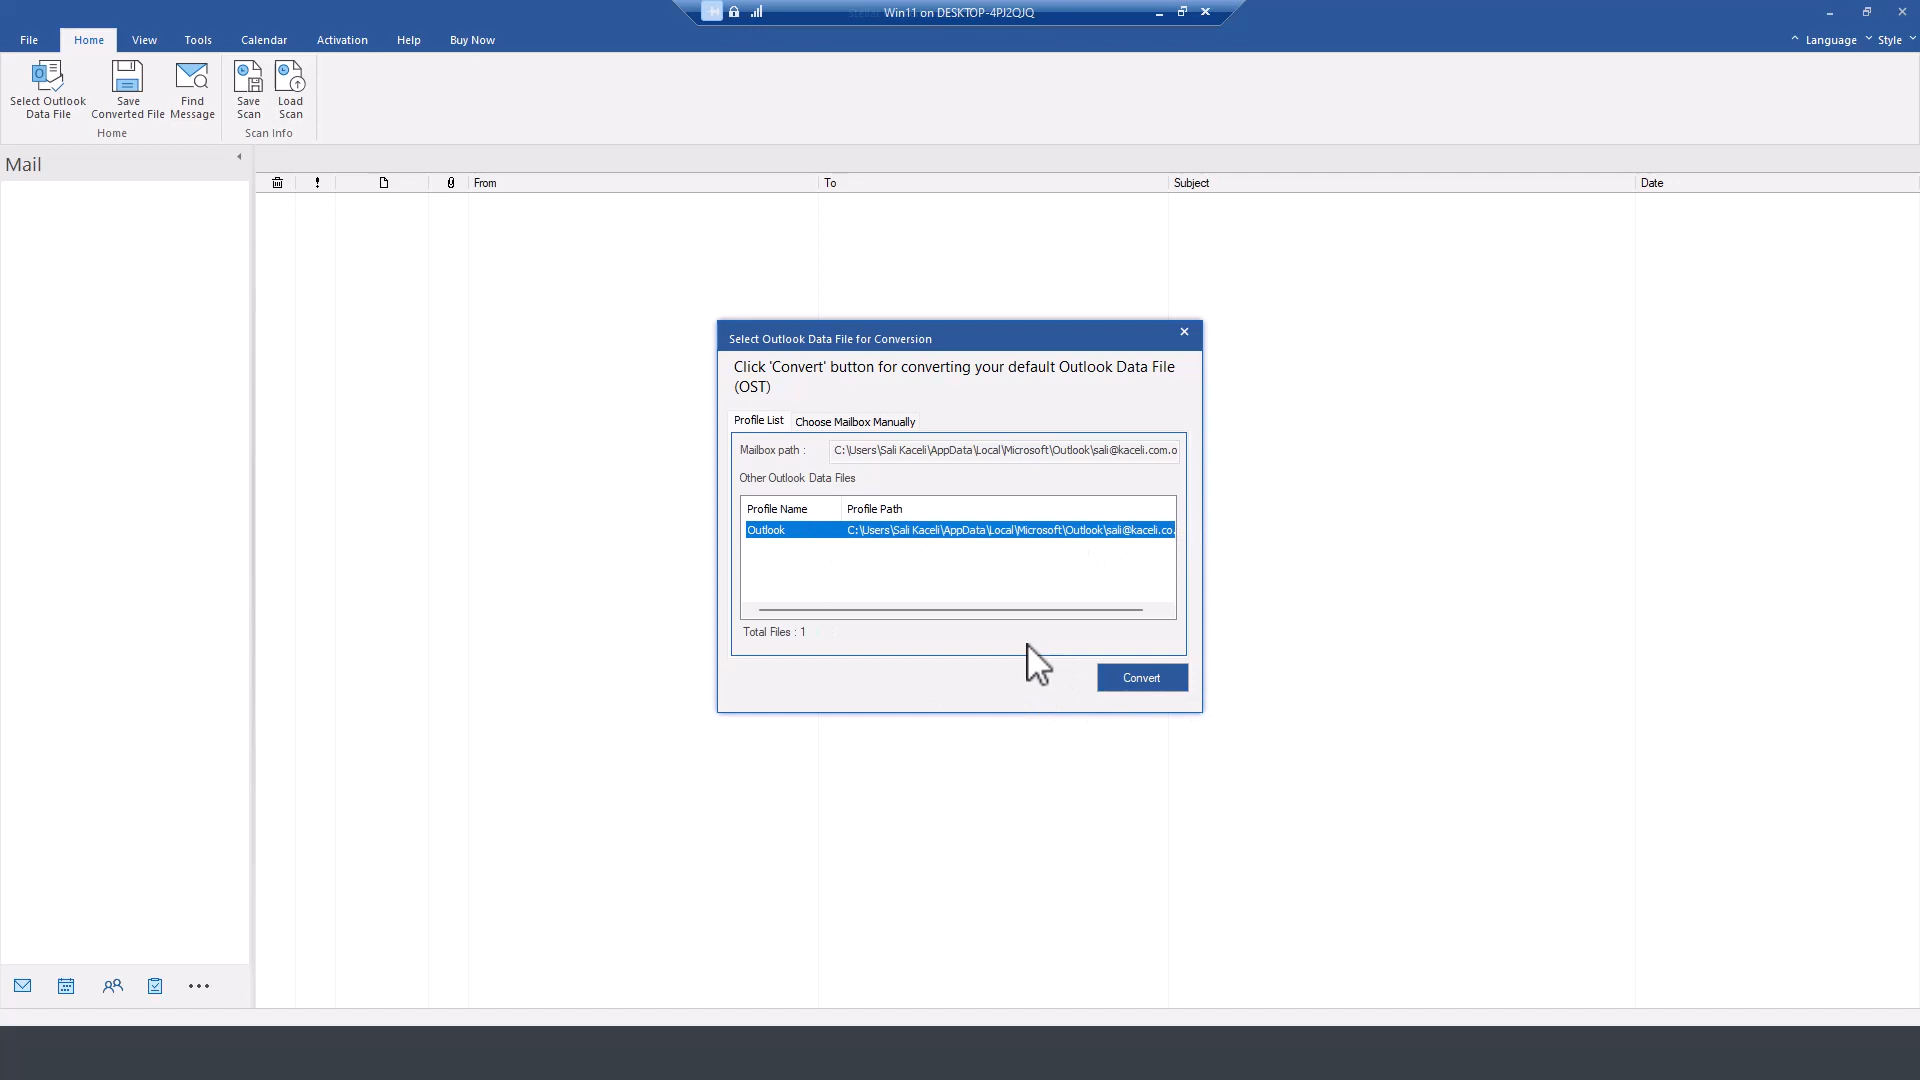 Win11 on DESKTOP-4PJ2QJQ
File Home View Tools Calendar Activation Help Buy Now Language Style
Select Outlook Data File
Save Converted File
Find Message
Save Scan
Load Scan
Home Scan Info
Mail
From To Subject Date
Select Outlook Data File for Conversion
Click 'Convert' button for converting your default Outlook Data File
(OST)
Profile List Choose Mailbox Manually
Mailbox path : C:\Users\Sali Kaceli\AppData\Local\Microsoft\Outlook\sali@kaceli.com.o
Other Outlook Data Files
Profile Name Profile Path
Outlook C:\Users\Sali Kaceli\AppData\Local\Microsoft\Outlook\sali@kaceli.co.
Total Files : 1
Convert